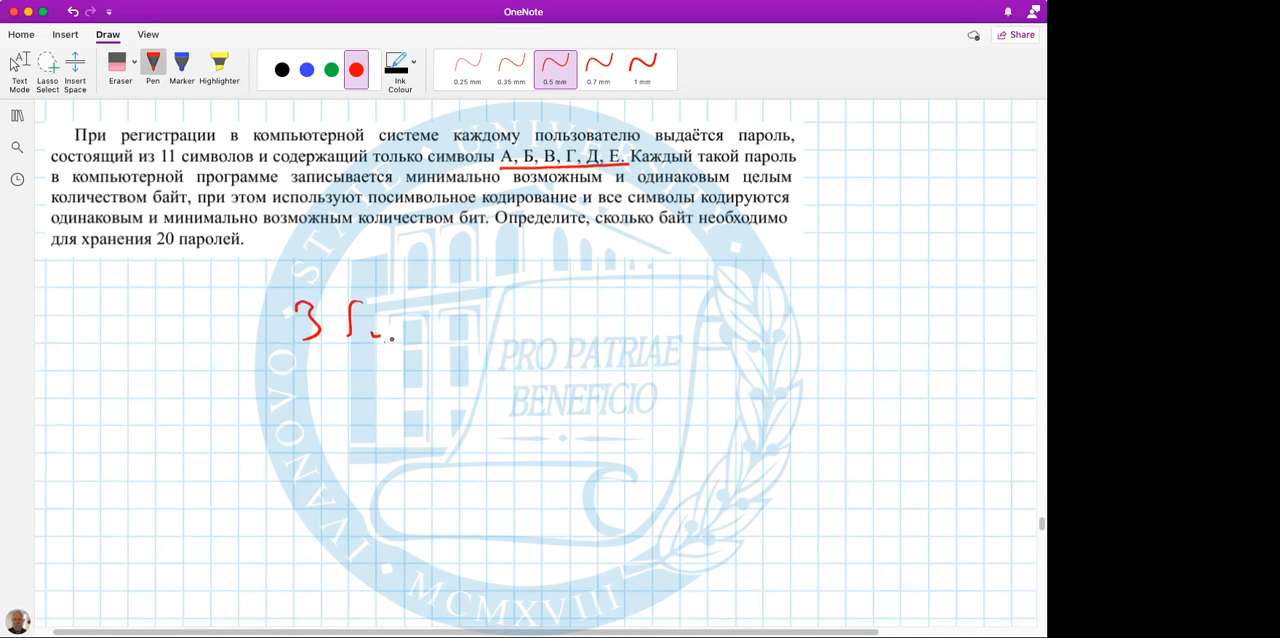 OneNote
Home Insert Draw View
Share
Text Mode
Lasso Select
Insert Space
Eraser
Pen
Marker
Highlighter
Ink Colour
0.25 mm
0.35 mm
0.5 mm
0.7 mm
1 mm
При регистрации в компьютерной системе каждому пользователю выдаётся пароль,
состоящий из 11 символов и содержащий только символы А, Б, В, Г, Д, Е. Каждый такой пароль
в компьютерной программе записывается минимально возможным и одинаковым целым
количеством байт, при этом используют посимвольное кодирование и все символы кодируются
одинаковым и минимально возможным количеством бит. Определите, сколько байт необходимо
для хранения 20 паролей.
3
IVANOVO • STATE UNIVERSITY •
PRO PATRIAE
BENEFICIO
• MCMXVIII •